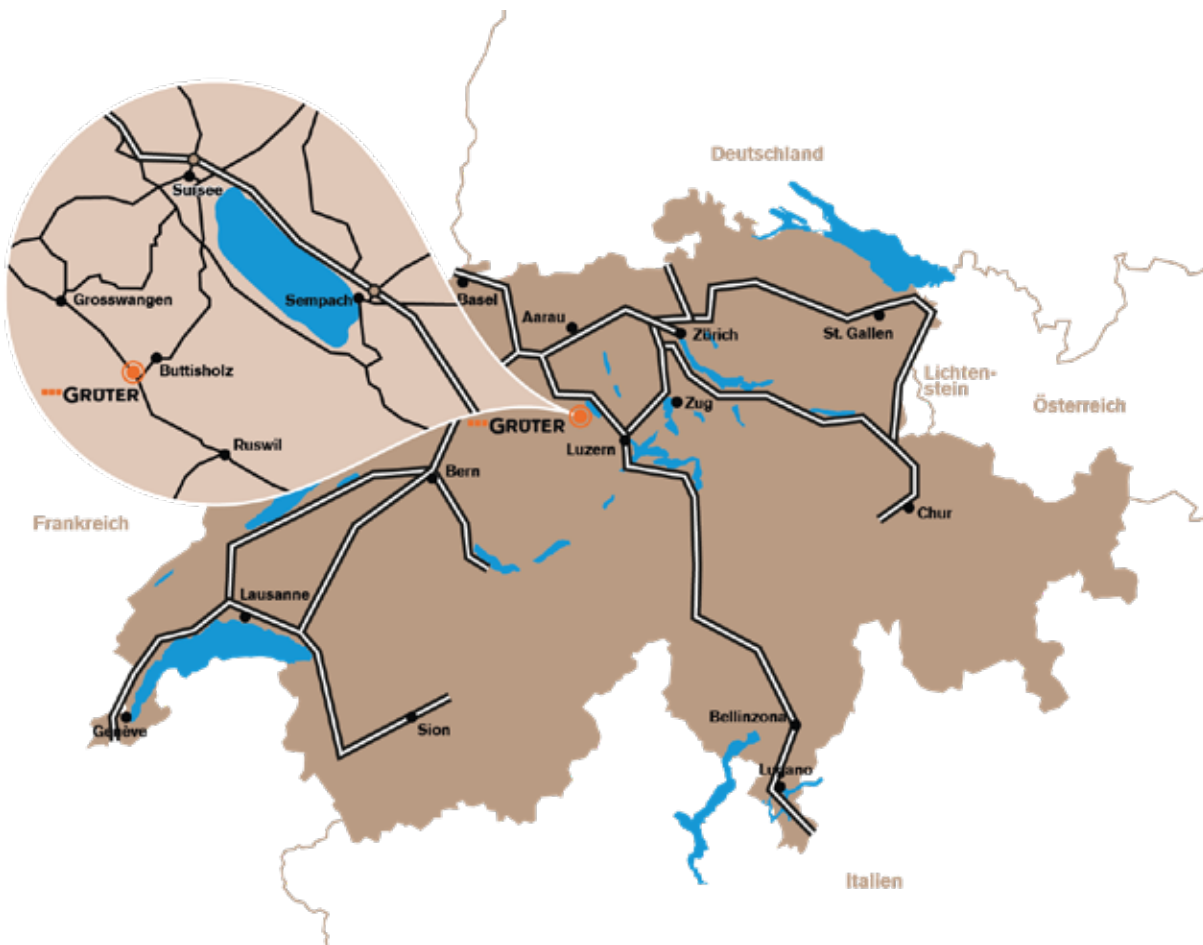 Deutschland
Sursee
Grosswangen
Sempach
Buttisholz
GRÜTER
Ruswil
Basel
Aarau
Zürich
St. Gallen
Lichten-
stein
Österreich
Zug
GRÜTER
Luzern
Bern
Chur
Frankreich
Lausanne
Genève
Sion
Bellinzona
Lugano
Italien